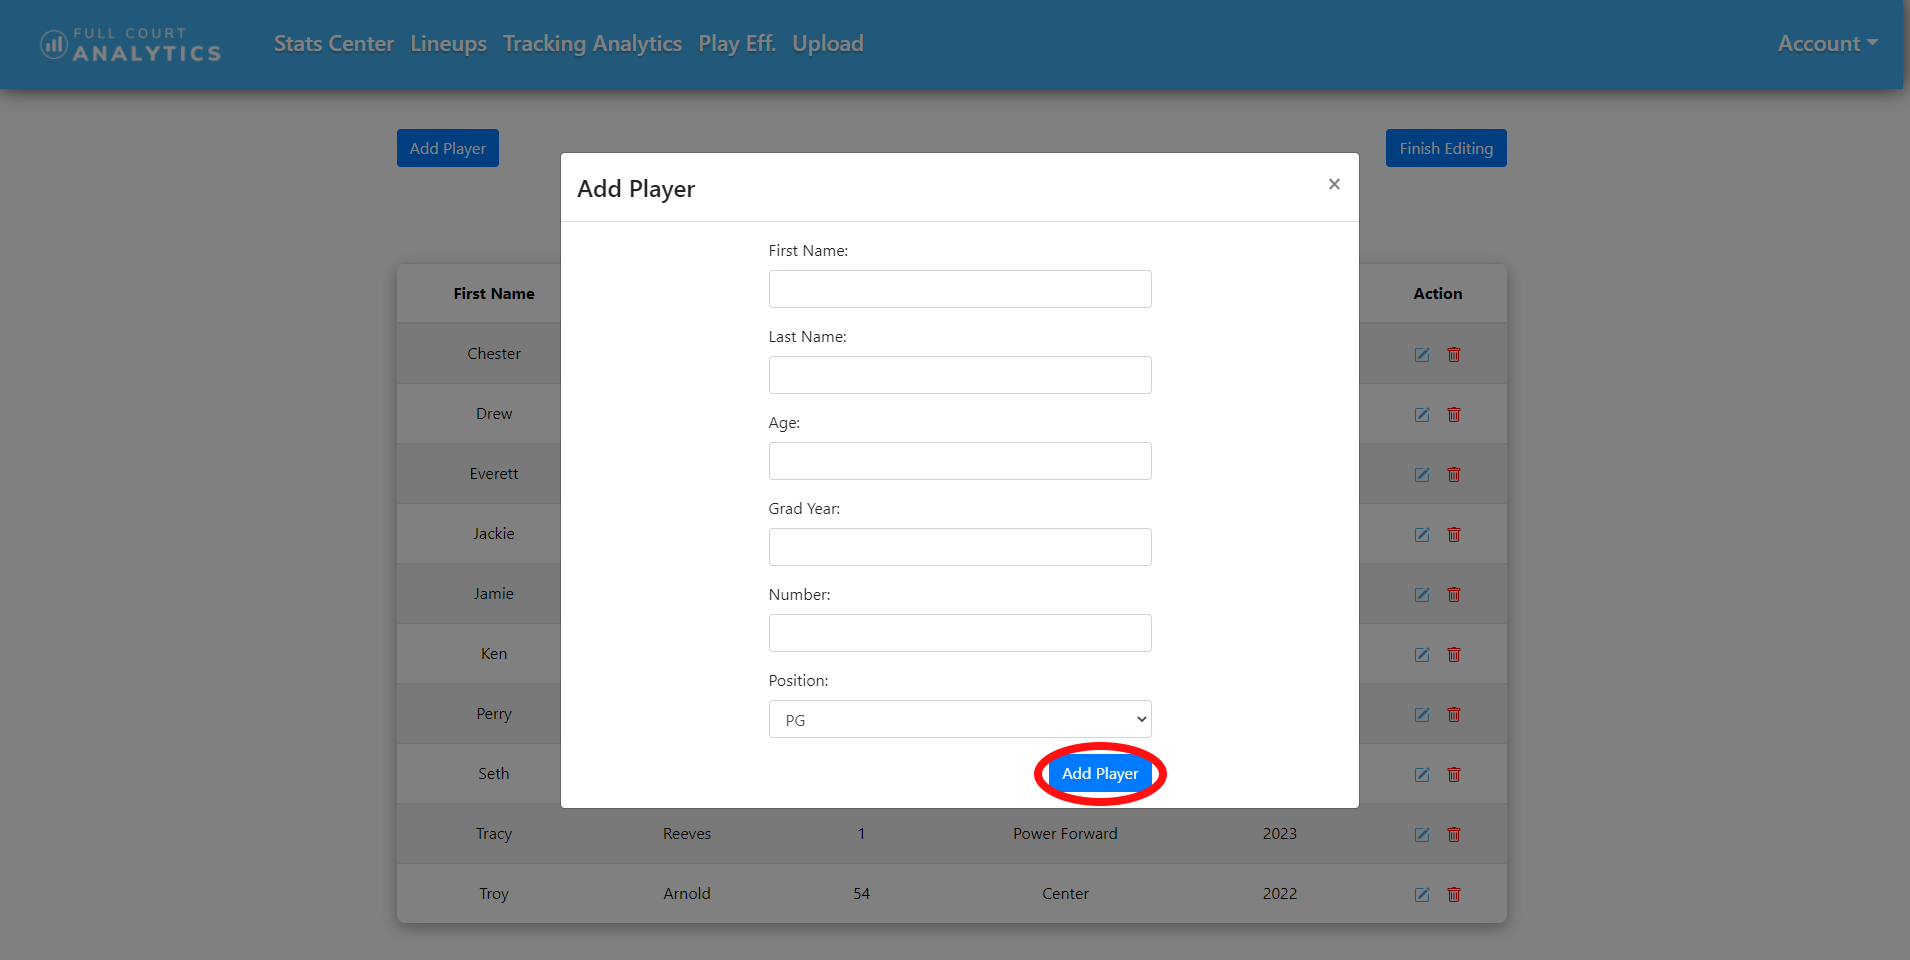 FULL COURT
ANALYTICS
Stats Center Lineups Tracking Analytics Play Eff. Upload
Account
Add Player
Finish Editing
Add Player
×
First Name:
Last Name:
Age:
Grad Year:
Number:
Position:
PG
Add Player
First Name Action
Chester
Drew
Everett
Jackie
Jamie
Ken
Perry
Seth
Tracy Reeves 1 Power Forward 2023
Troy Arnold 54 Center 2022